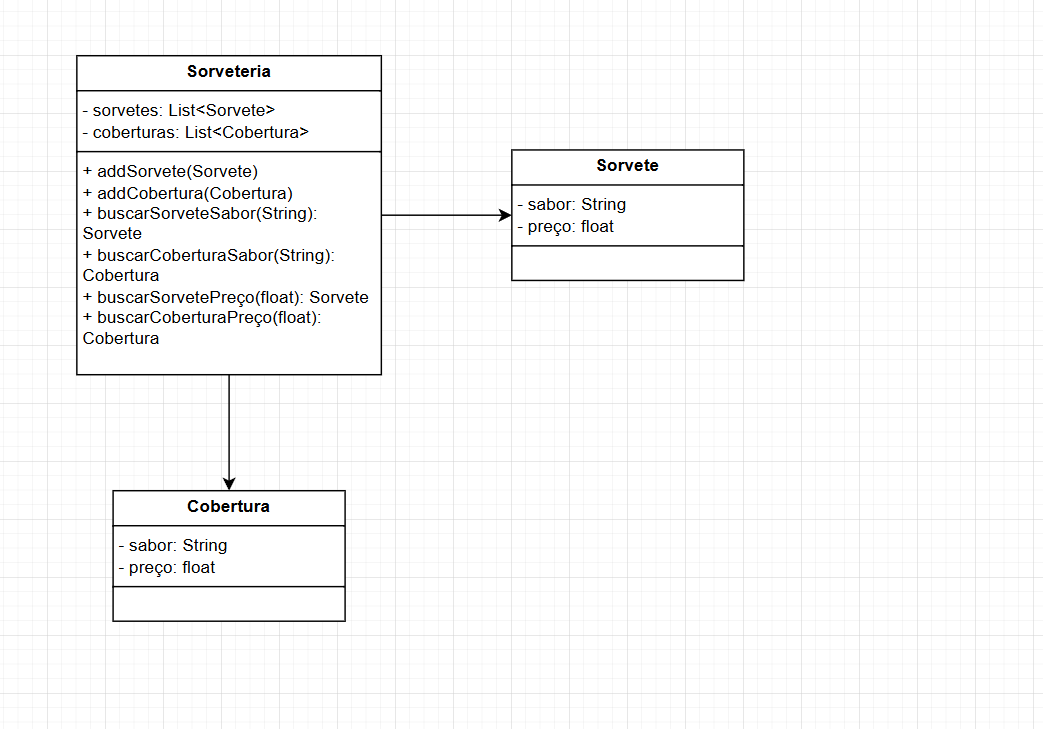 Sorveteria
- sorvetes: List<Sorvete>
- coberturas: List<Cobertura>
+ addSorvete(Sorvete)
+ addCobertura(Cobertura)
+ buscarSorveteSabor(String):
Sorvete
+ buscarCoberturaSabor(String):
Cobertura
+ buscarSorvetePreço(float): Sorvete
+ buscarCoberturaPreço(float):
Cobertura
Sorvete
- sabor: String
- preço: float
Cobertura
- sabor: String
- preço: float